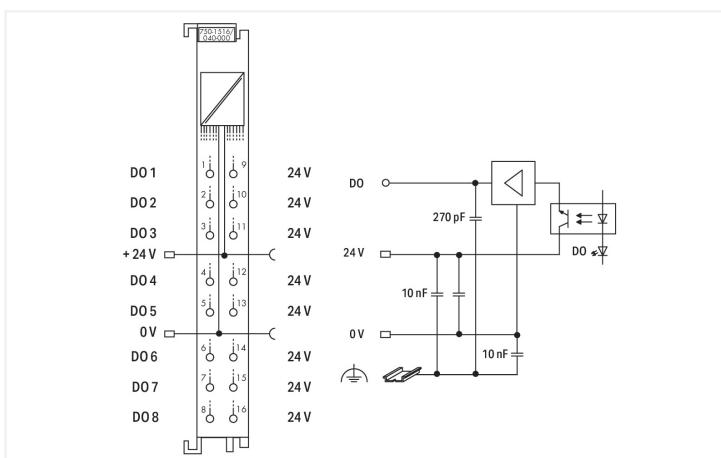 750-1516/
040-000
DO 1 1 9 24 V
DO 2 2 10 24 V
DO 3 3 11 24 V
+ 24 V
DO 4 4 12 24 V
DO 5 5 13 24 V
0 V
DO 6 6 14 24 V
DO 7 7 15 24 V
DO 8 8 16 24 V
DO
270 pF
24 V
DO
10 nF
0 V
10 nF